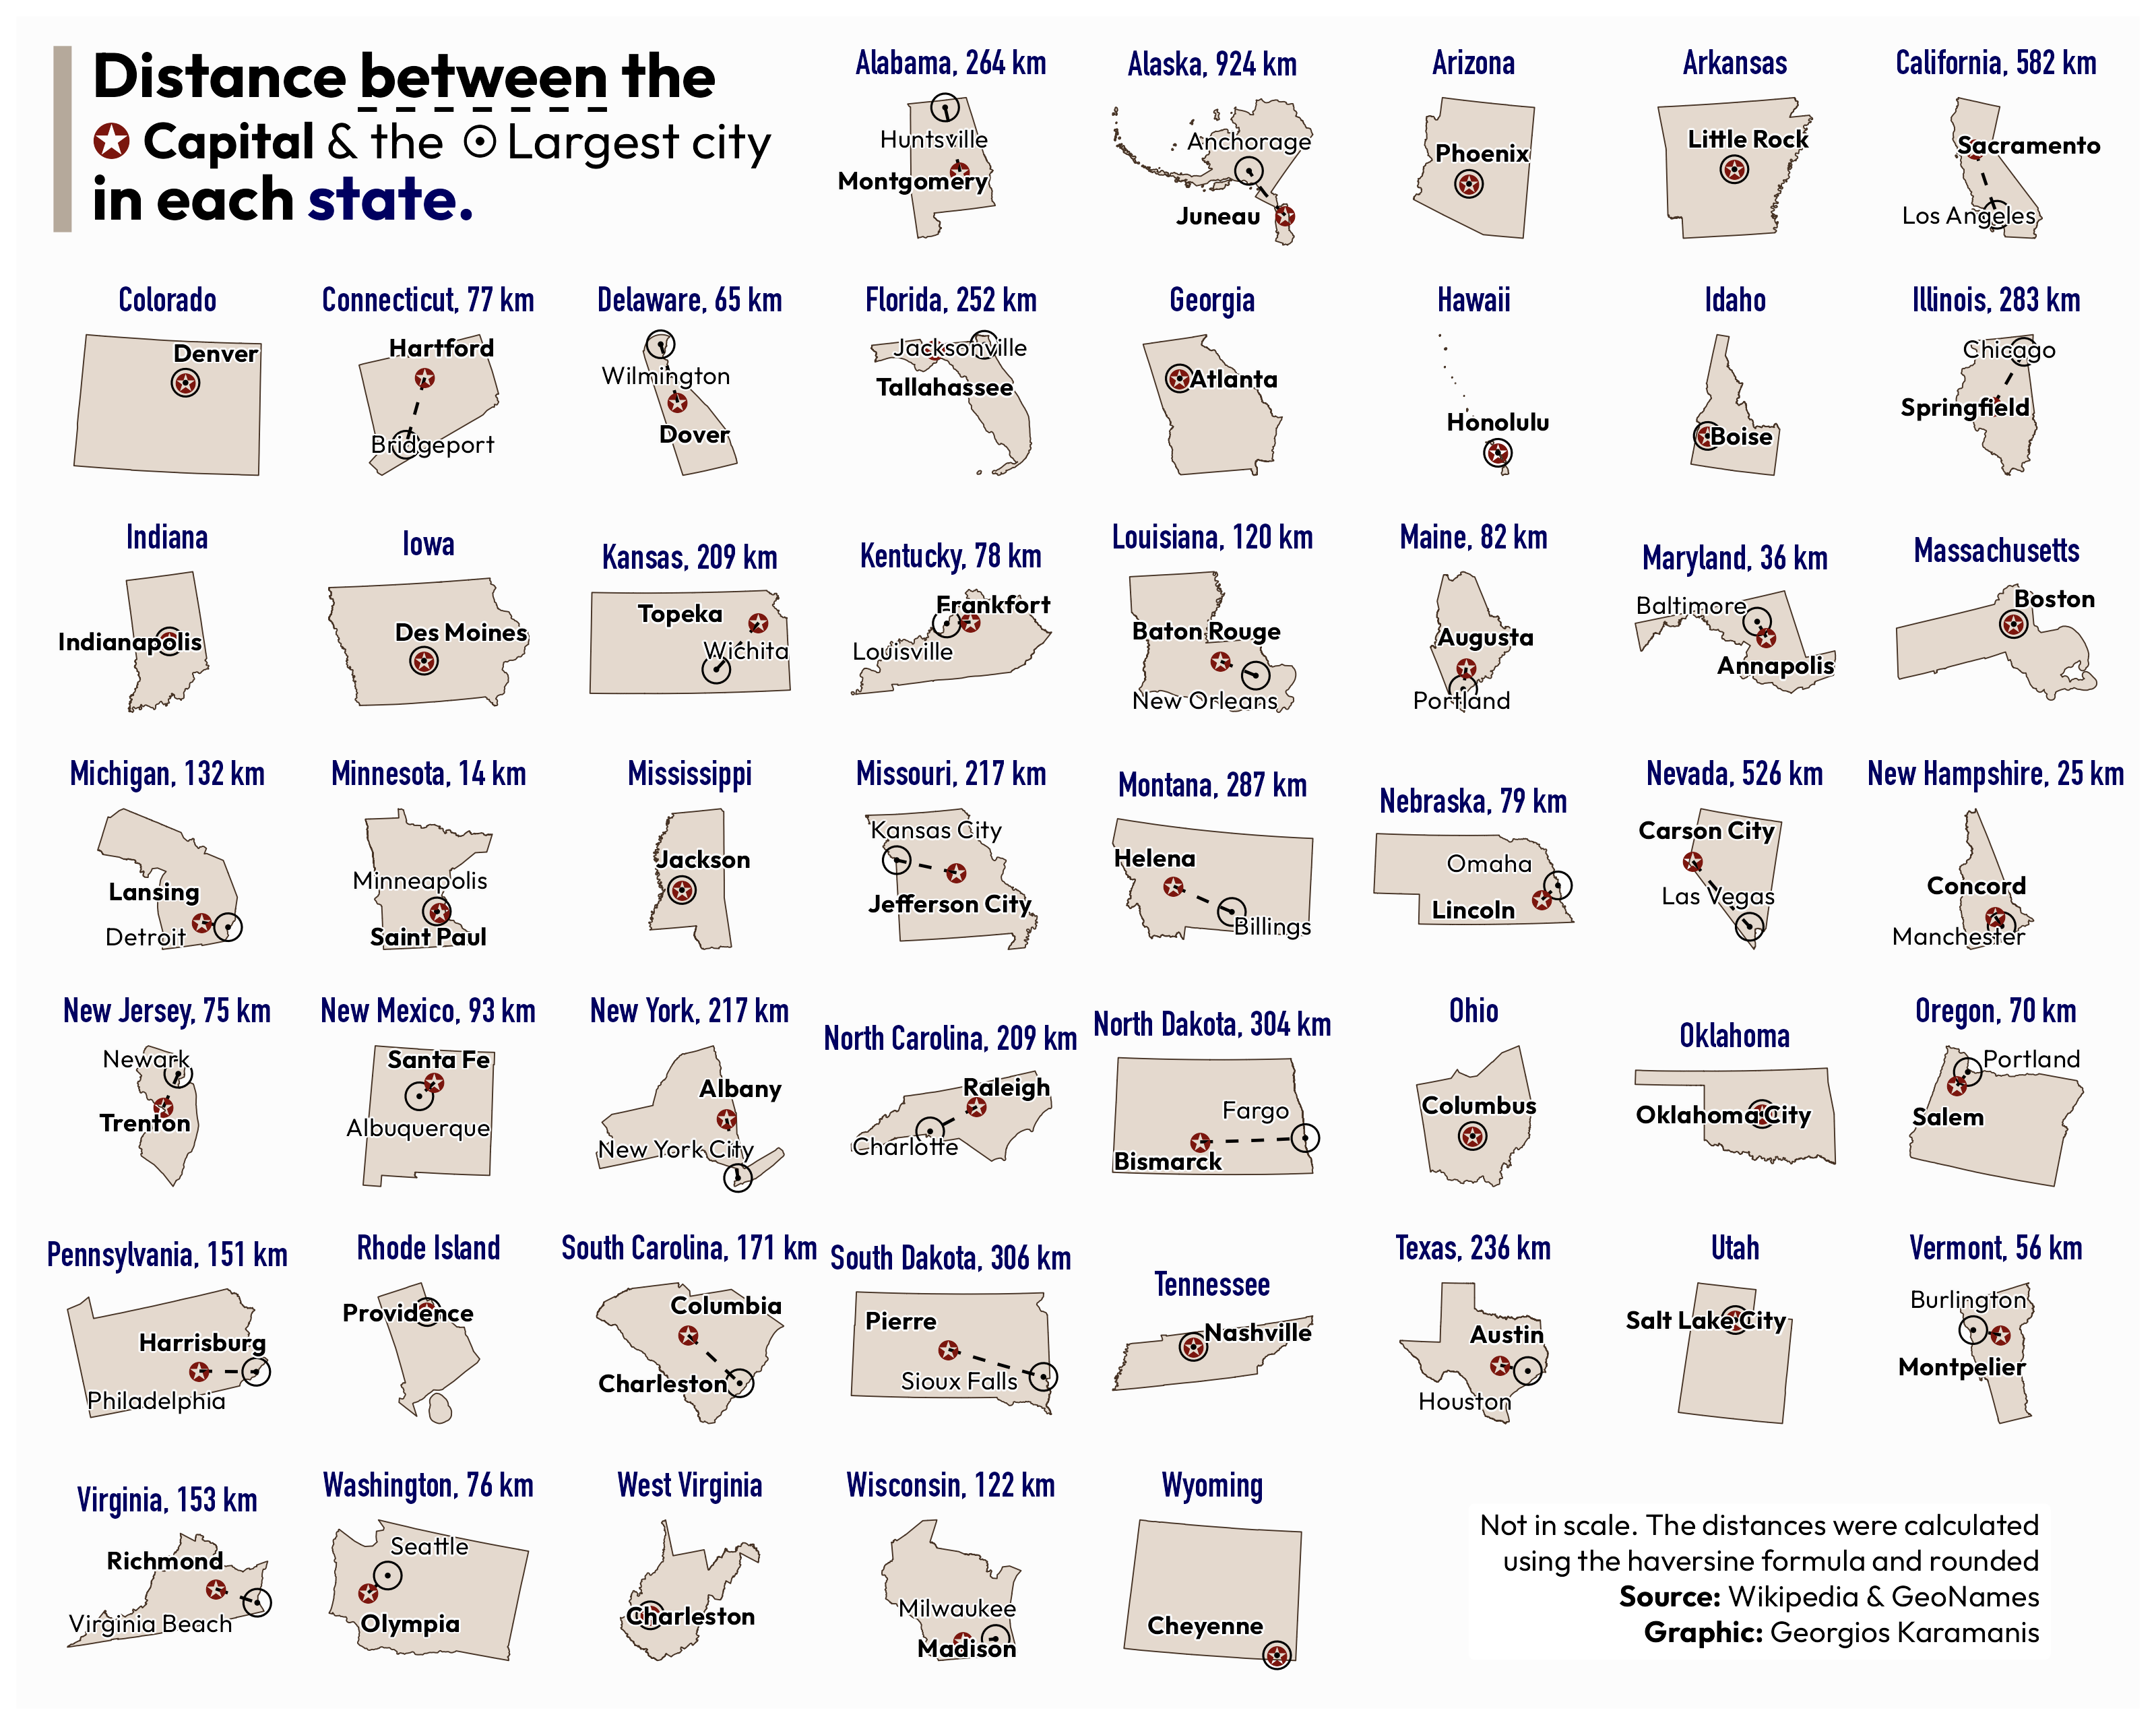 Distance between the
Capital & the Largest city
in each state.
Alabama, 264 km
Huntsville
Montgomery
Alaska, 924 km
Anchorage
Juneau
Arizona
Phoenix
Arkansas
Little Rock
California, 582 km
Sacramento
Los Angeles
Colorado
Denver
Connecticut, 77 km
Hartford
Bridgeport
Delaware, 65 km
Wilmington
Dover
Florida, 252 km
Jacksonville
Tallahassee
Georgia
Atlanta
Hawaii
Honolulu
Idaho
Boise
Illinois, 283 km
Chicago
Springfield
Indiana
Indianapolis
Iowa
Des Moines
Kansas, 209 km
Topeka
Wichita
Kentucky, 78 km
Frankfort
Louisville
Louisiana, 120 km
Baton Rouge
New Orleans
Maine, 82 km
Augusta
Portland
Maryland, 36 km
Baltimore
Annapolis
Massachusetts
Boston
Michigan, 132 km
Lansing
Detroit
Minnesota, 14 km
Minneapolis
Saint Paul
Mississippi
Jackson
Missouri, 217 km
Kansas City
Jefferson City
Montana, 287 km
Helena
Billings
Nebraska, 79 km
Omaha
Lincoln
Nevada, 526 km
Carson City
Las Vegas
New Hampshire, 25 km
Concord
Manchester
New Jersey, 75 km
Newark
Trenton
New Mexico, 93 km
Santa Fe
Albuquerque
New York, 217 km
Albany
New York City
North Carolina, 209 km
Raleigh
Charlotte
North Dakota, 304 km
Fargo
Bismarck
Ohio
Columbus
Oklahoma
Oklahoma City
Oregon, 70 km
Portland
Salem
Pennsylvania, 151 km
Harrisburg
Philadelphia
Rhode Island
Providence
South Carolina, 171 km
Columbia
Charleston
South Dakota, 306 km
Pierre
Sioux Falls
Tennessee
Nashville
Texas, 236 km
Austin
Houston
Utah
Salt Lake City
Vermont, 56 km
Burlington
Montpelier
Virginia, 153 km
Richmond
Virginia Beach
Washington, 76 km
Seattle
Olympia
West Virginia
Charleston
Wisconsin, 122 km
Milwaukee
Madison
Wyoming
Cheyenne
Not in scale. The distances were calculated
using the haversine formula and rounded
Source: Wikipedia & GeoNames
Graphic: Georgios Karamanis